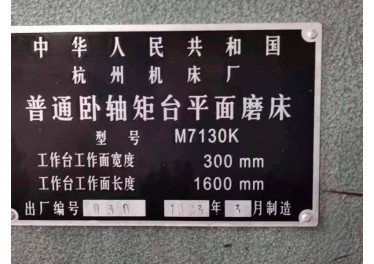 中华人民共和国
杭州机床厂
普通卧轴矩台平面磨床
型号 M7130K
工作台工作面宽度 300 mm
工作台工作面长度 1600 mm
出厂编号 030 年 3 月制造